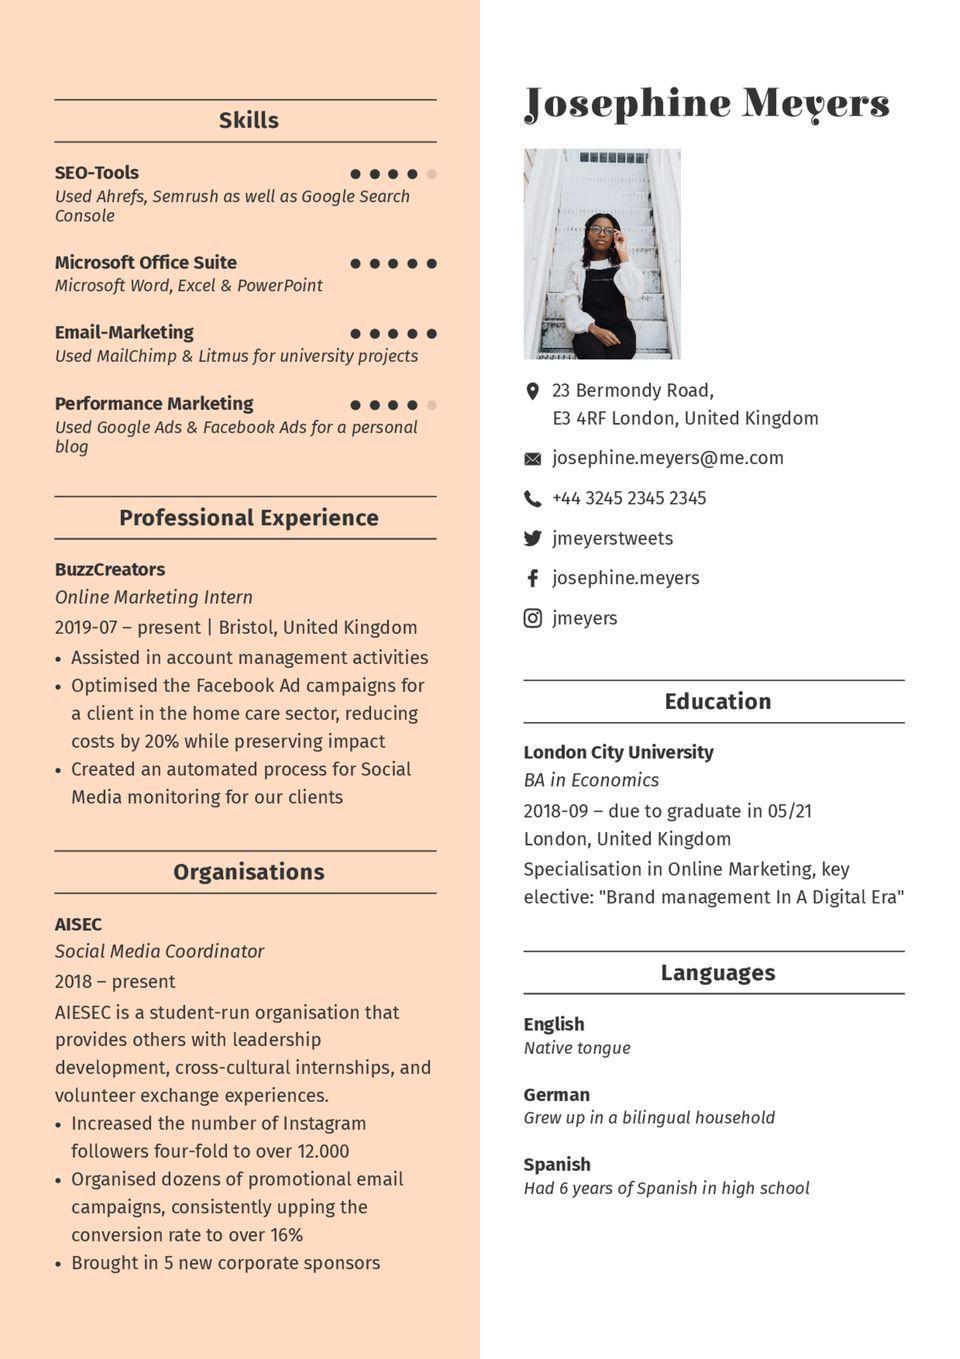 Skills
SEO-Tools
Used Ahrefs, Semrush as well as Google Search
Console
Microsoft Office Suite
Microsoft Word, Excel & PowerPoint
Email-Marketing
Used MailChimp & Litmus for university projects
Performance Marketing
Used Google Ads & Facebook Ads for a personal
blog
Professional Experience
BuzzCreators
Online Marketing Intern
2019-07 – present | Bristol, United Kingdom
• Assisted in account management activities
• Optimised the Facebook Ad campaigns for
a client in the home care sector, reducing
costs by 20% while preserving impact
• Created an automated process for Social
Media monitoring for our clients
Organisations
AISEC
Social Media Coordinator
2018 – present
AIESEC is a student-run organisation that
provides others with leadership
development, cross-cultural internships, and
volunteer exchange experiences.
• Increased the number of Instagram
followers four-fold to over 12.000
• Organised dozens of promotional email
campaigns, consistently upping the
conversion rate to over 16%
• Brought in 5 new corporate sponsors
Josephine Meyers
23 Bermondy Road,
E3 4RF London, United Kingdom
josephine.meyers@me.com
+44 3245 2345 2345
jmeyerstweets
josephine.meyers
jmeyers
Education
London City University
BA in Economics
2018-09 – due to graduate in 05/21
London, United Kingdom
Specialisation in Online Marketing, key
elective: "Brand management In A Digital Era"
Languages
English
Native tongue
German
Grew up in a bilingual household
Spanish
Had 6 years of Spanish in high school